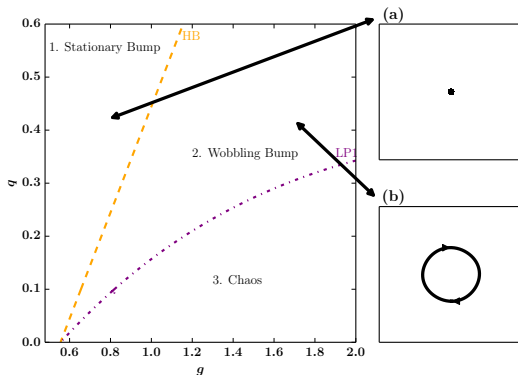 (a)
0.6
HB
1. Stationary Bump
0.5
0.4
2. Wobbling Bump
LP1
q
0.3
(b)
0.2
3. Chaos
0.1
0.0
0.6 0.8 1.0 1.2 1.4 1.6 1.8 2.0
g